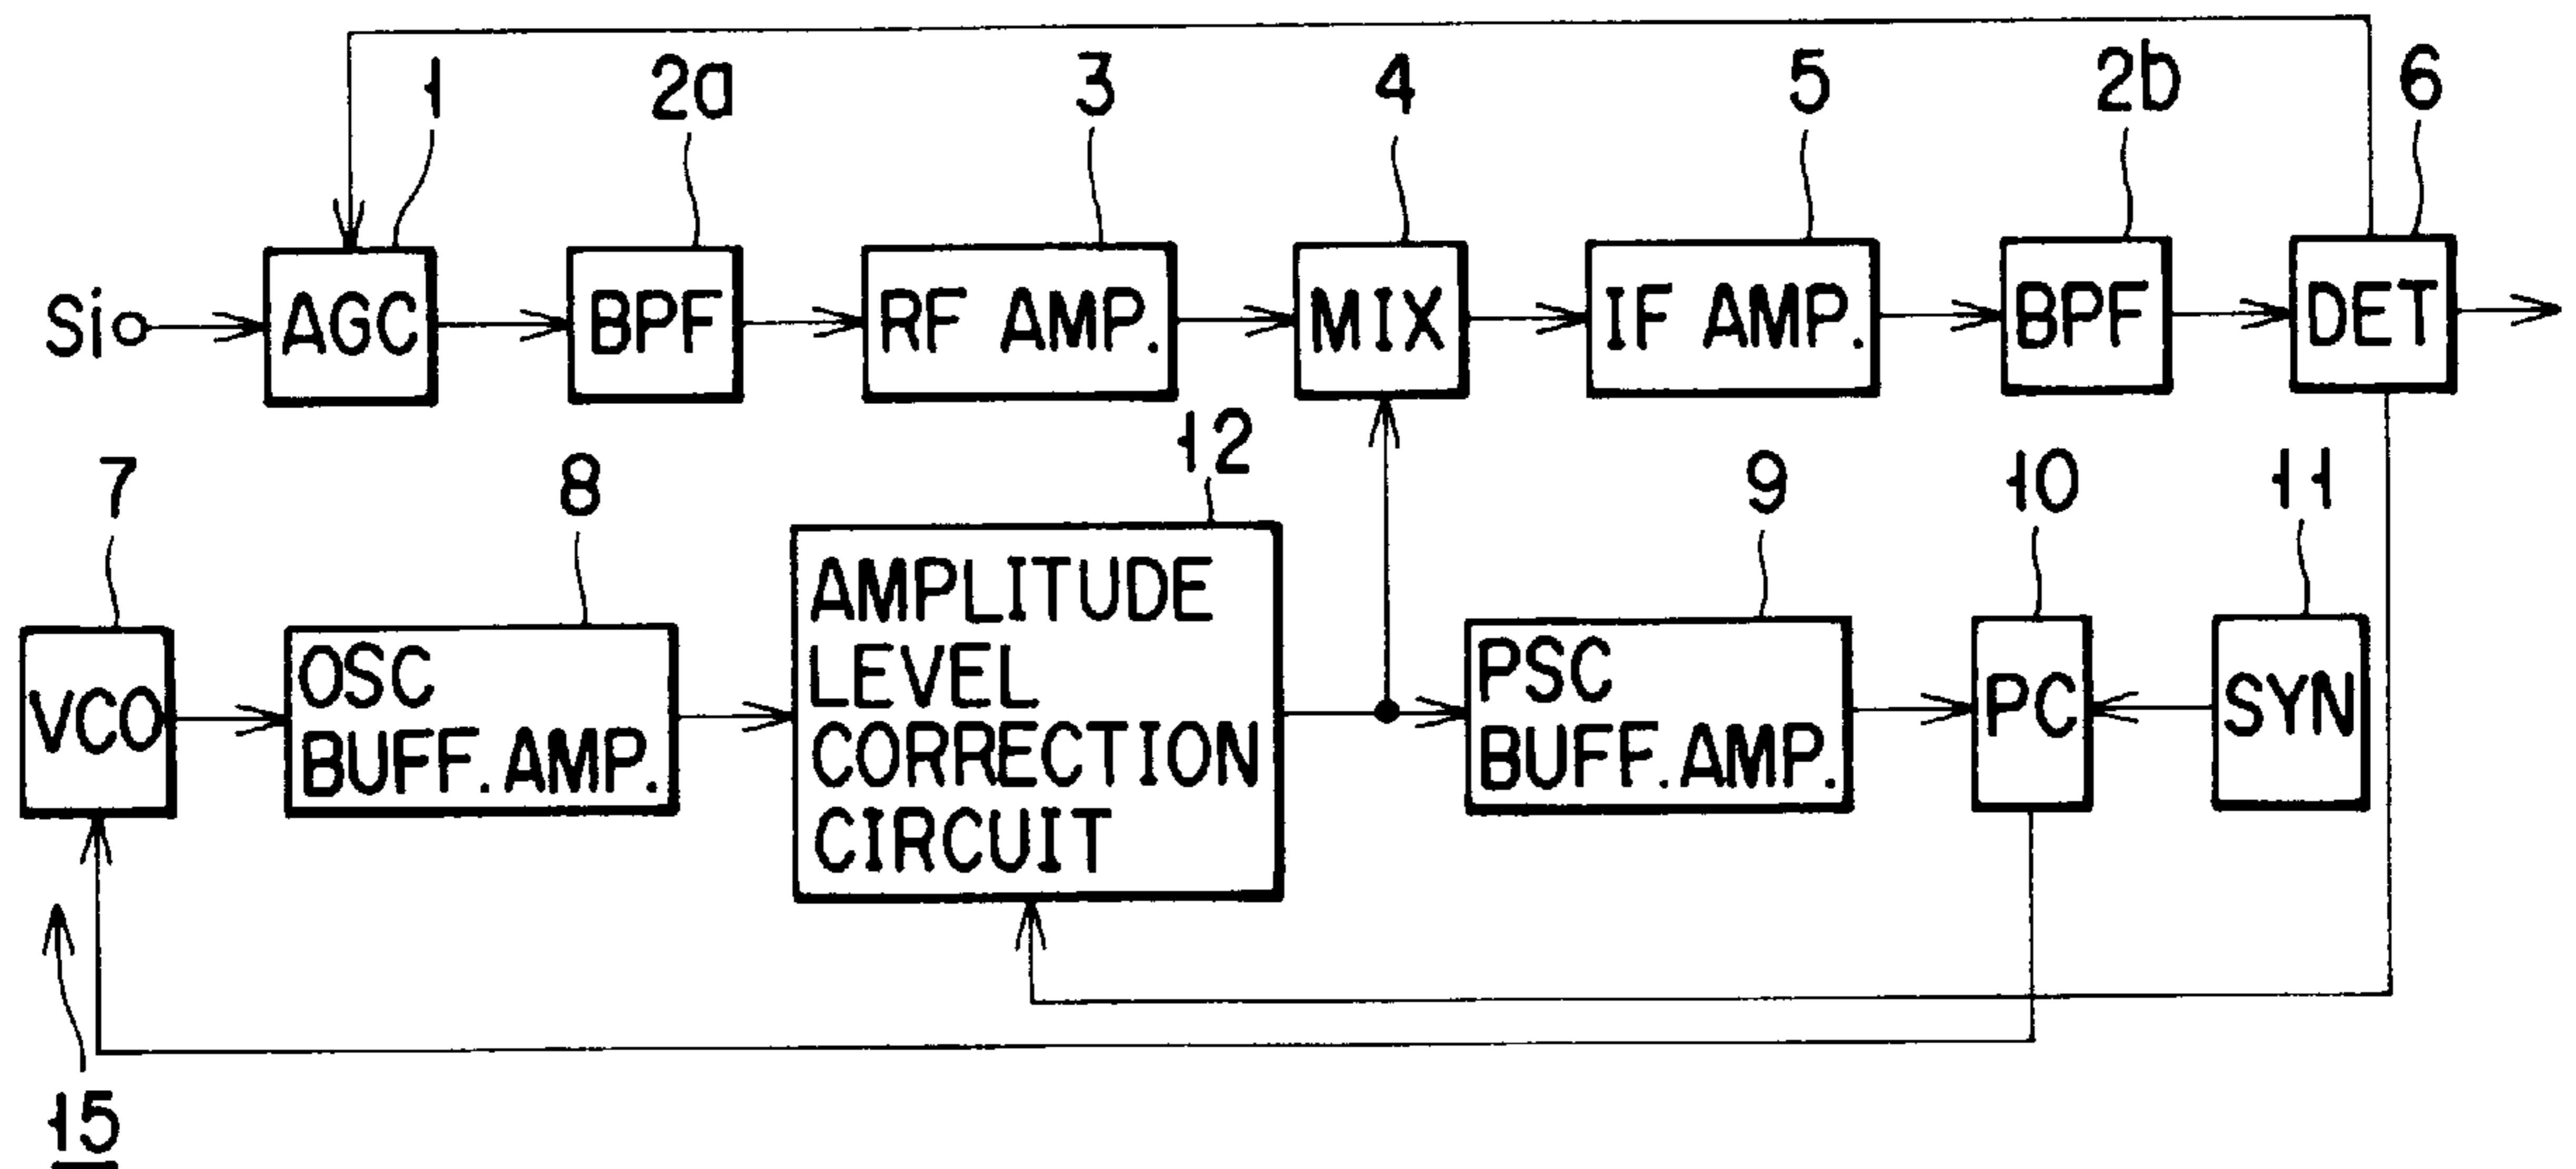 1
2a
3
4
5
2b
6
Si
AGC
BPF
RF AMP.
MIX
IF AMP.
BPF
DET
7
8
12
9
10
11
VCO
OSC
BUFF. AMP.
AMPLITUDE
LEVEL
CORRECTION
CIRCUIT
PSC
BUFF. AMP.
PC
SYN
15